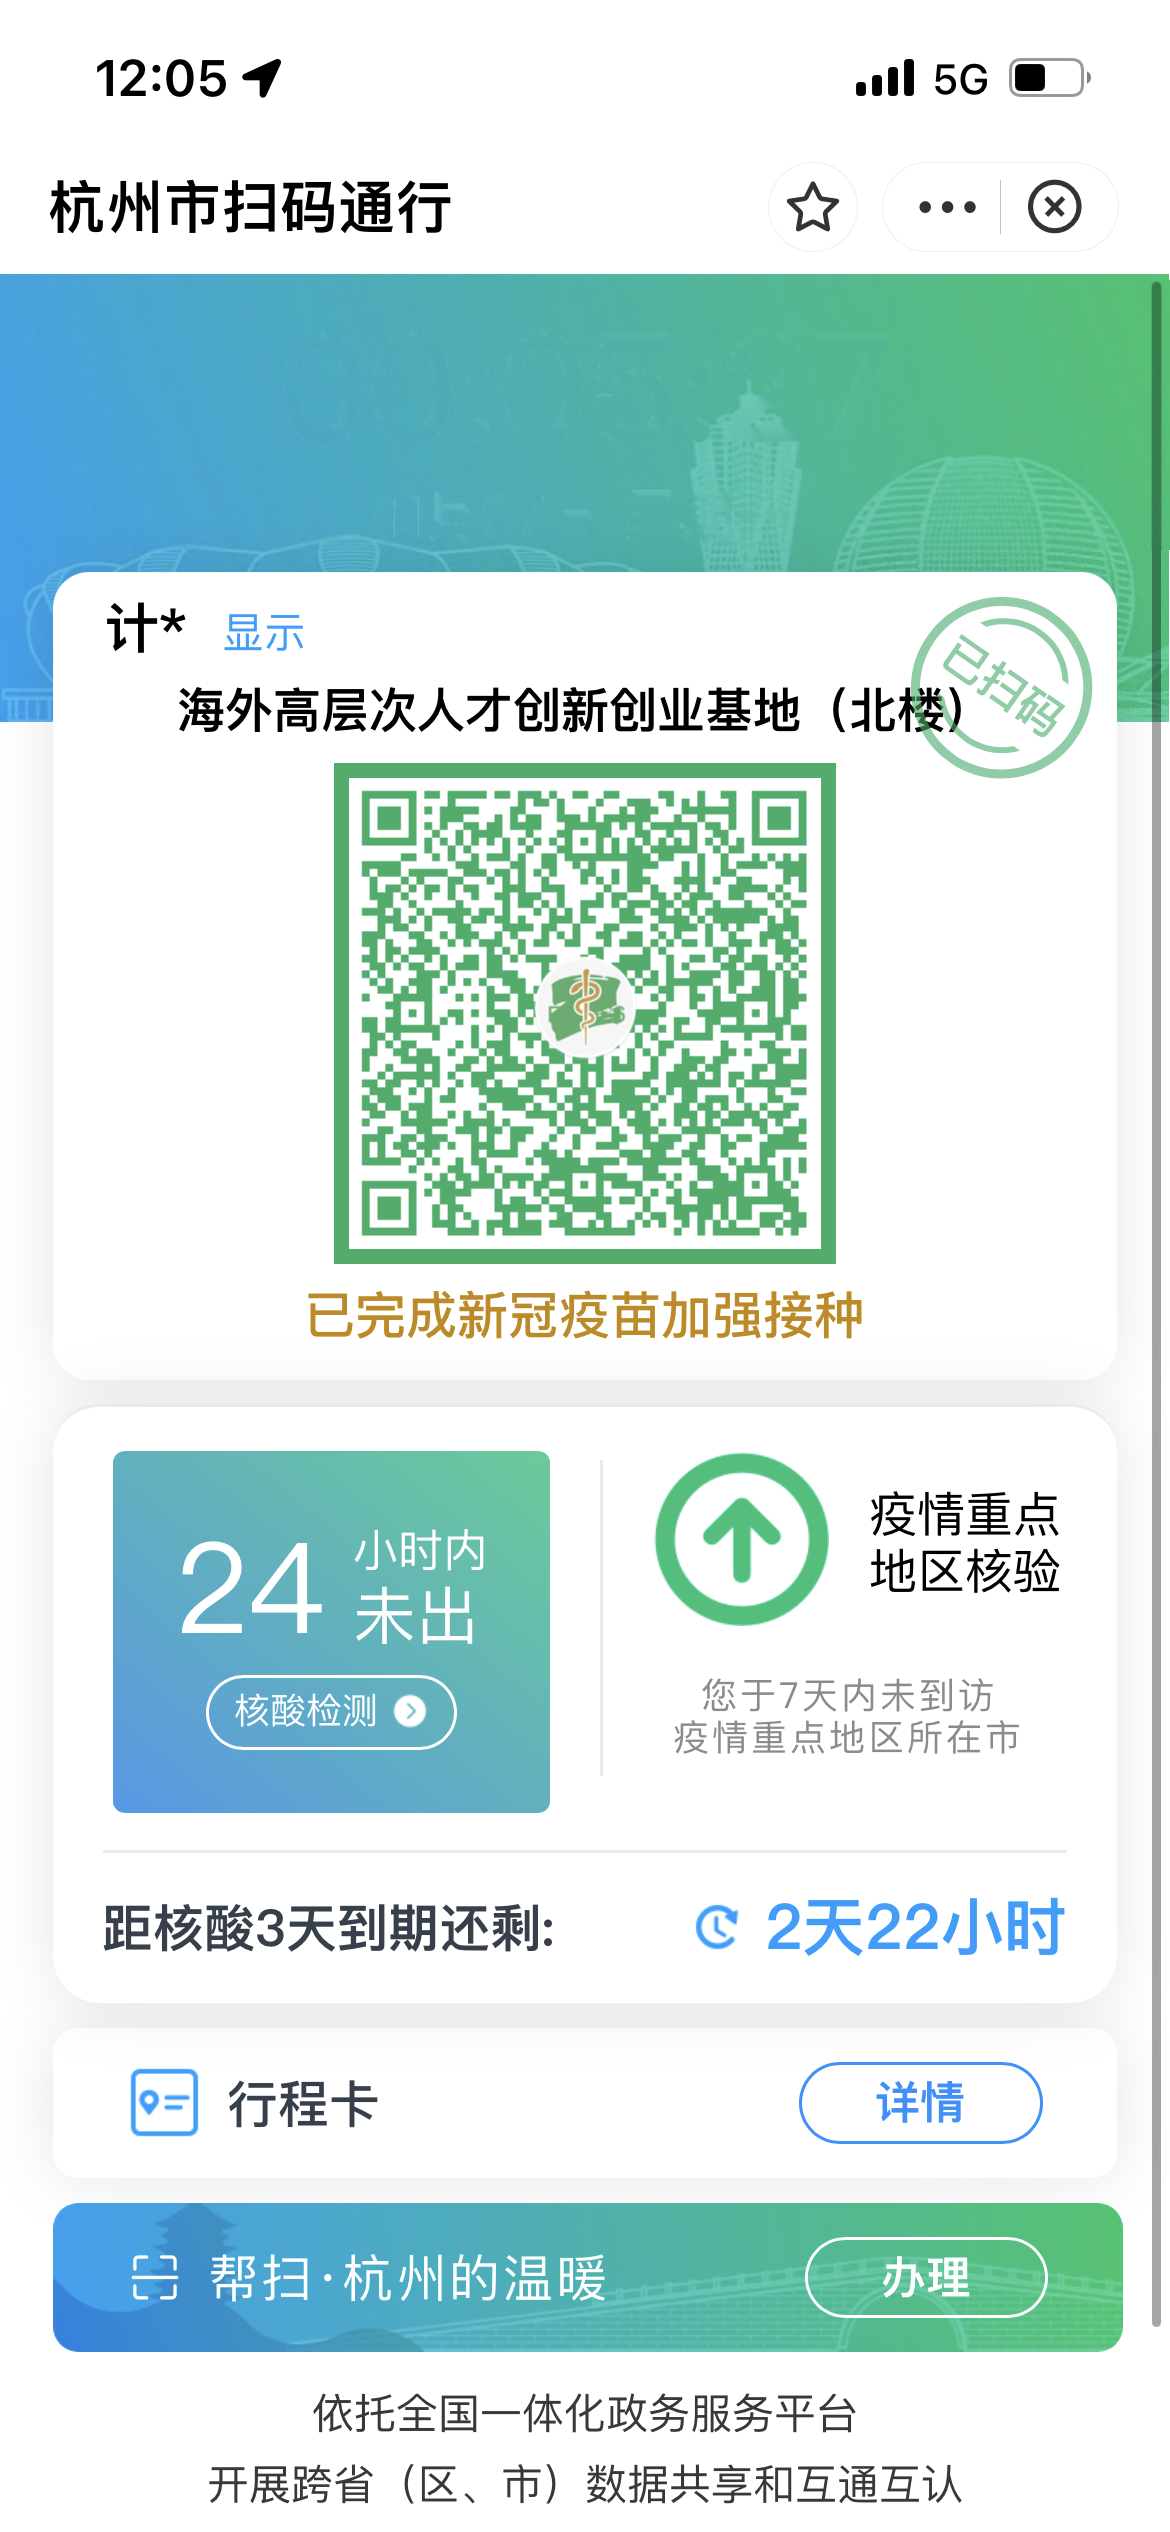 12:05
5G
杭州市扫码通行
计* 显示
已扫码
海外高层次人才创新创业基地（北楼）
已完成新冠疫苗加强接种
24 小时内
未出
核酸检测
疫情重点
地区核验
您于7天内未到访
疫情重点地区所在市
距核酸3天到期还剩: 2天22小时
行程卡 详情
帮扫·杭州的温暖 办理
依托全国一体化政务服务平台
开展跨省（区、市）数据共享和互通互认